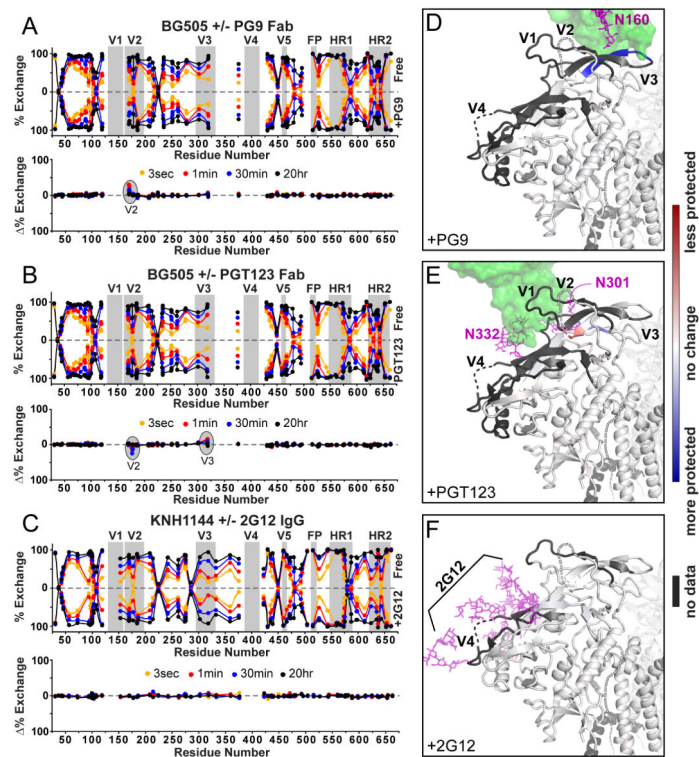 A
BG505 +/- PG9 Fab
V1 V2 V3 V4 V5 FP HR1 HR2
100
50
0
50
100
% Exchange
Free
+PG9
50 100 150 200 250 300 350 400 450 500 550 600 650
Residue Number
3sec 1min 30min 20hr
100
0
100
Δ% Exchange
V2
50 100 150 200 250 300 350 400 450 500 550 600 650
Residue Number
B
BG505 +/- PGT123 Fab
V1 V2 V3 V4 V5 FP HR1 HR2
100
50
0
50
100
% Exchange
Free
PGT123
50 100 150 200 250 300 350 400 450 500 550 600 650
Residue Number
3sec 1min 30min 20hr
100
0
100
Δ% Exchange
V2 V3
50 100 150 200 250 300 350 400 450 500 550 600 650
Residue Number
C
KNH1144 +/- 2G12 IgG
V1 V2 V3 V4 V5 FP HR1 HR2
100
50
0
50
100
% Exchange
Free
+2G12
50 100 150 200 250 300 350 400 450 500 550 600 650
Residue Number
3sec 1min 30min 20hr
100
0
100
Δ% Exchange
50 100 150 200 250 300 350 400 450 500 550 600 650
Residue Number
D
N160
V1 V2
V3
V4
+PG9
E
N301
V1 V2
N332
V3
V4
+PGT123
F
2G12
V4
+2G12
less protected
no change
more protected
no data